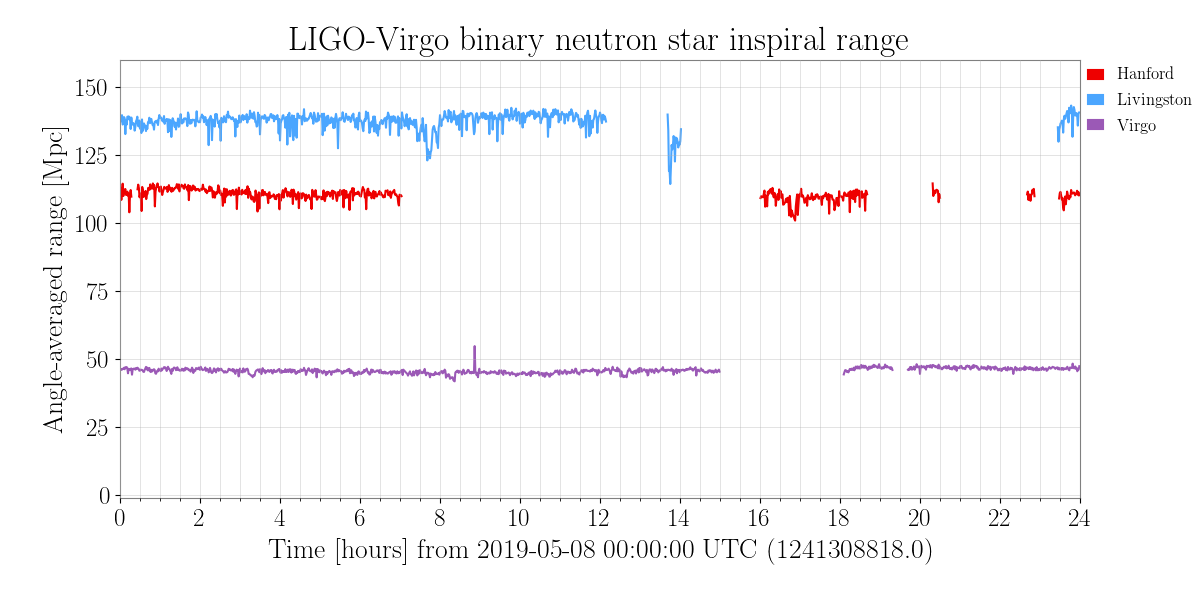 LIGO-Virgo binary neutron star inspiral range
Angle-averaged range [Mpc]
150
125
100
75
50
25
0
0 2 4 6 8 10 12 14 16 18 20 22 24
Time [hours] from 2019-05-08 00:00:00 UTC (1241308818.0)
Hanford
Livingston
Virgo